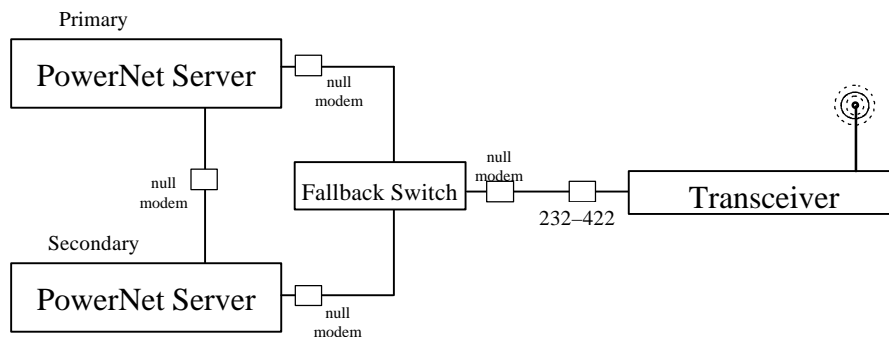 Primary
PowerNet Server
null
modem
null
modem
Fallback Switch
null
modem
232–422
Transceiver
Secondary
PowerNet Server
null
modem